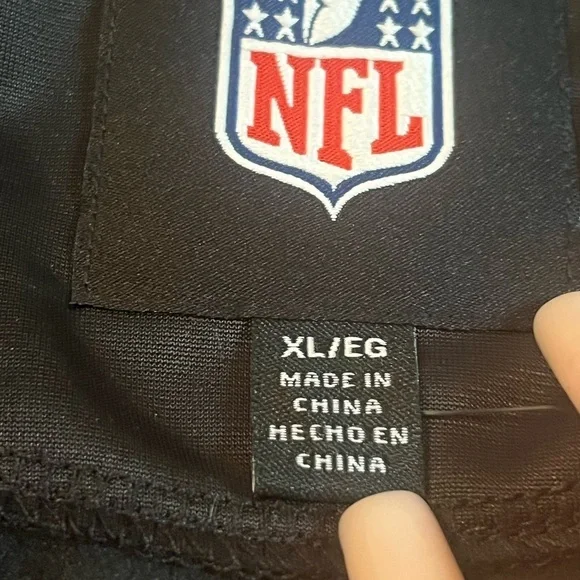 NFL
XL/EG
MADE IN
CHINA
HECHO EN
CHINA